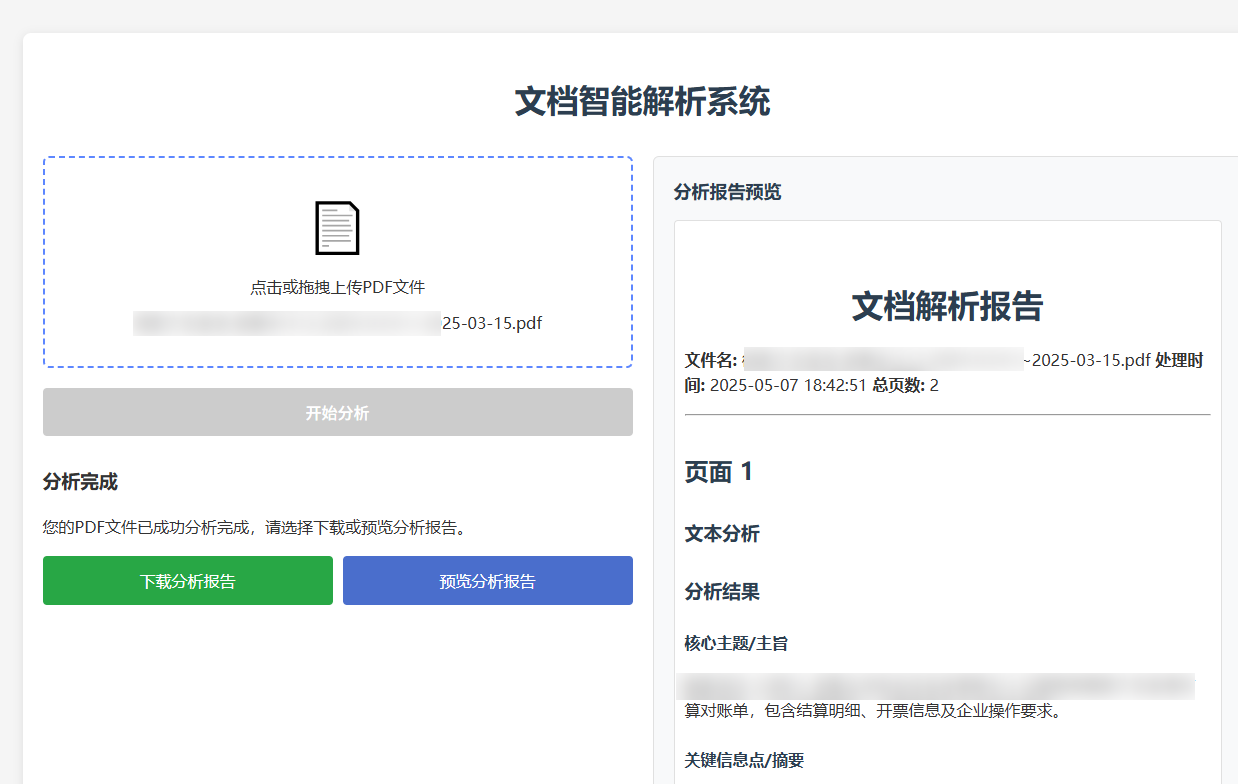 文档智能解析系统
点击或拖拽上传PDF文件
25-03-15.pdf
开始分析
分析完成
您的PDF文件已成功分析完成，请选择下载或预览分析报告。
下载分析报告
预览分析报告
分析报告预览
文档解析报告
文件名: ~2025-03-15.pdf 处理时
间: 2025-05-07 18:42:51 总页数: 2
页面 1
文本分析
分析结果
核心主题/主旨
算对账单，包含结算明细、开票信息及企业操作要求。
关键信息点/摘要